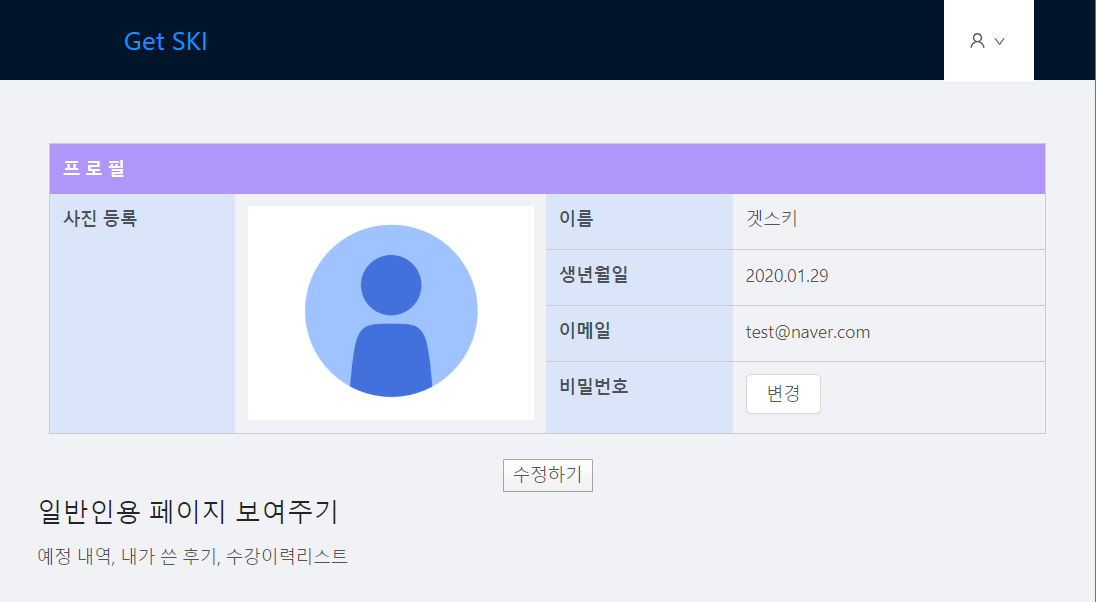 Get SKI
프 로 필
사진 등록
이름
겟스키
생년월일
2020.01.29
이메일
test@naver.com
비밀번호
변경
수정하기
일반인용 페이지 보여주기
예정 내역, 내가 쓴 후기, 수강이력리스트